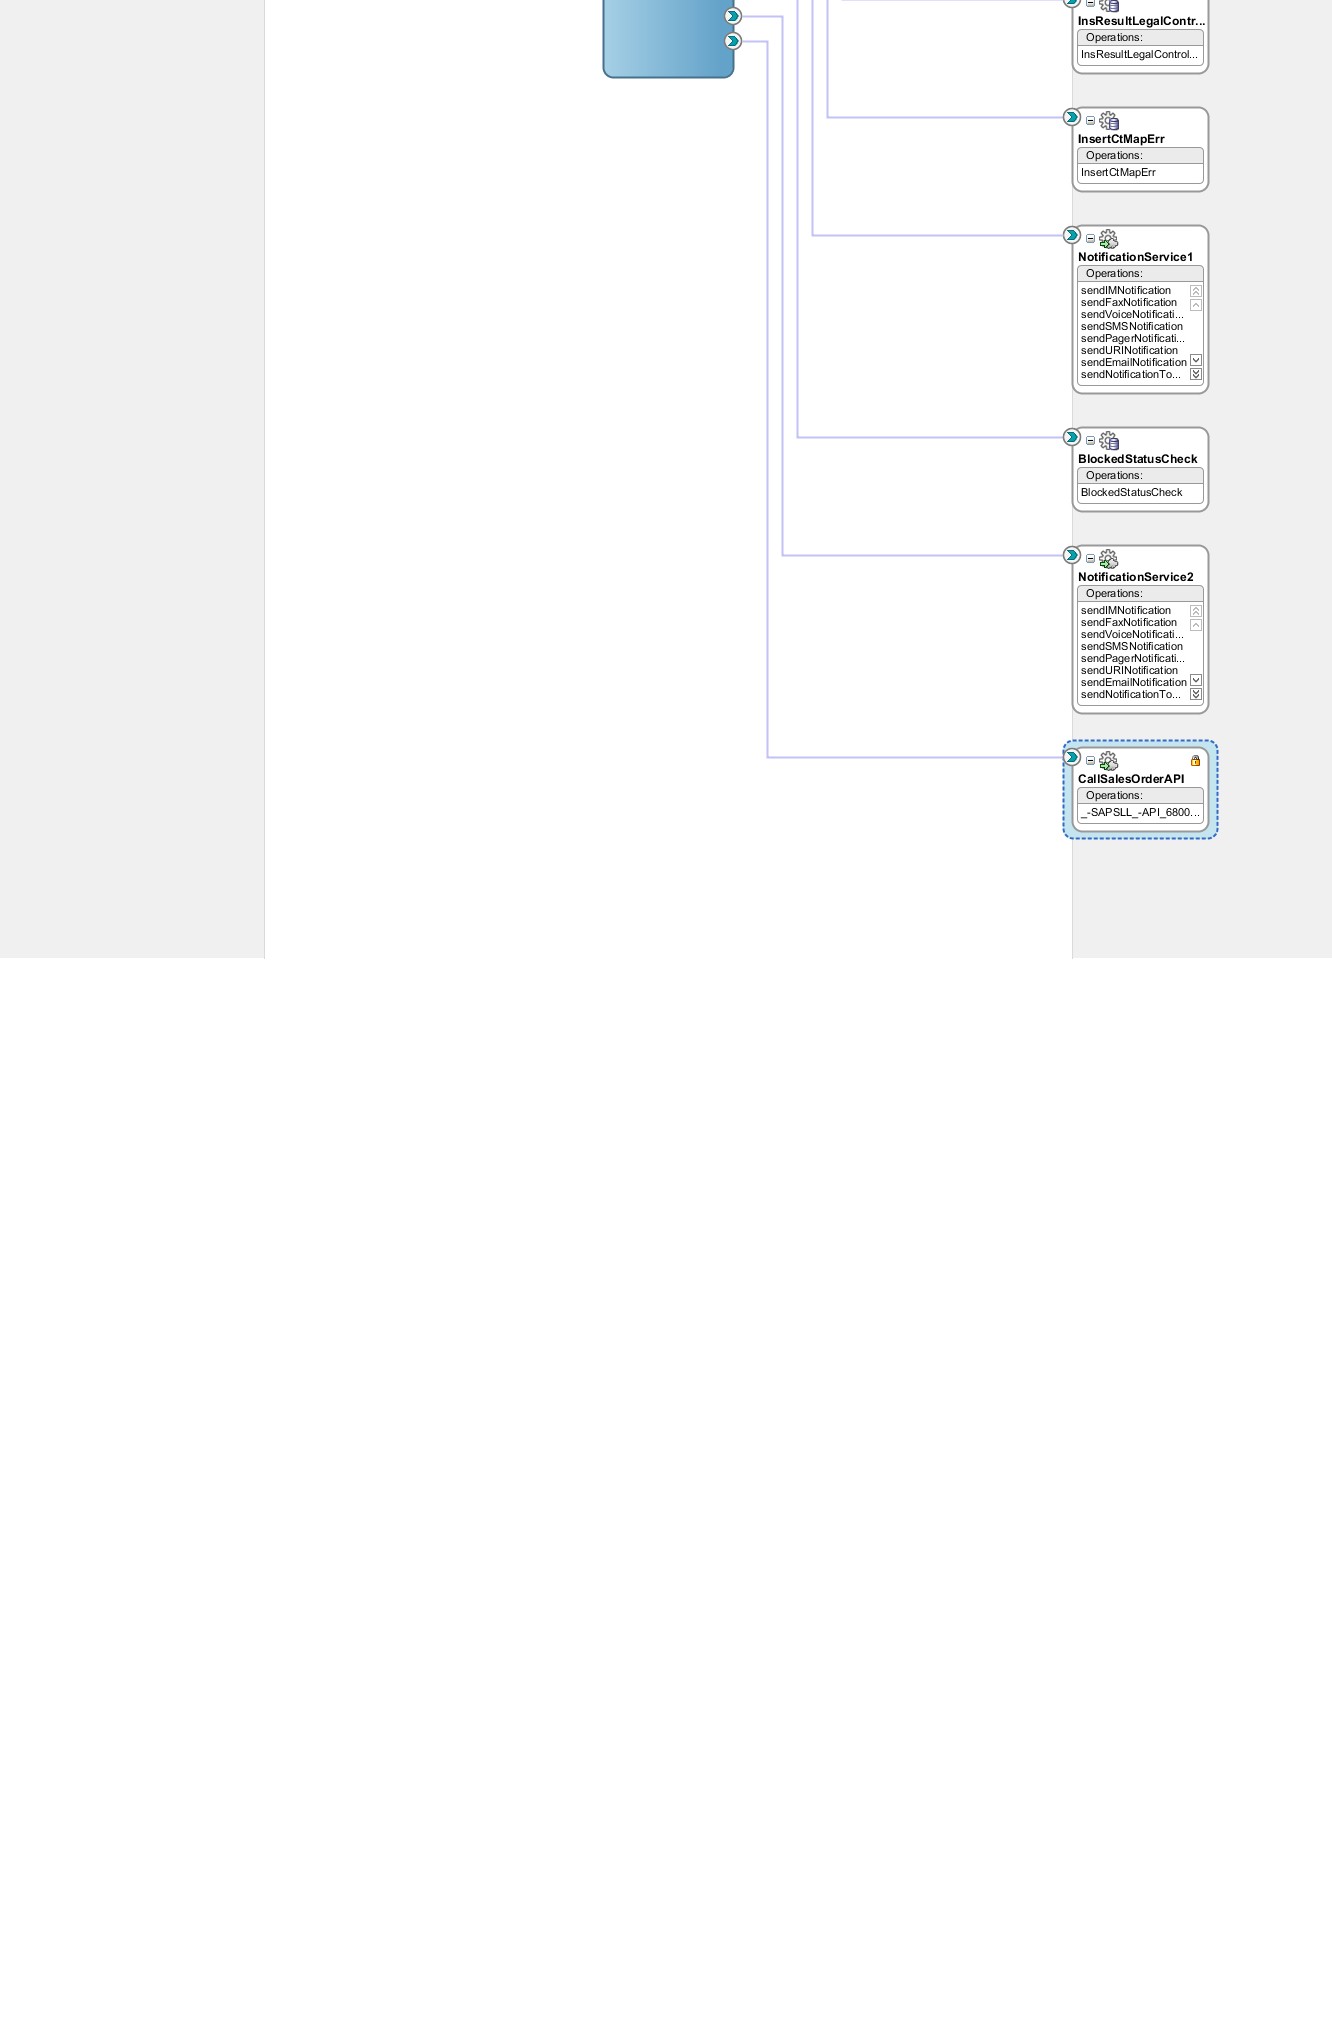 InsResultLegalContr...
Operations:
InsResultLegalControl...
InsertCtMapErr
Operations:
InsertCtMapErr
NotificationService1
Operations:
sendIMNotification
sendFaxNotification
sendVoiceNotificati...
sendSMSNotification
sendPagerNotificati...
sendURINotification
sendEmailNotification
sendNotificationTo...
BlockedStatusCheck
Operations:
BlockedStatusCheck
NotificationService2
Operations:
sendIMNotification
sendFaxNotification
sendVoiceNotificati...
sendSMSNotification
sendPagerNotificati...
sendURINotification
sendEmailNotification
sendNotificationTo...
CallSalesOrderAPI
Operations:
_-SAPSLL_-API_6800...